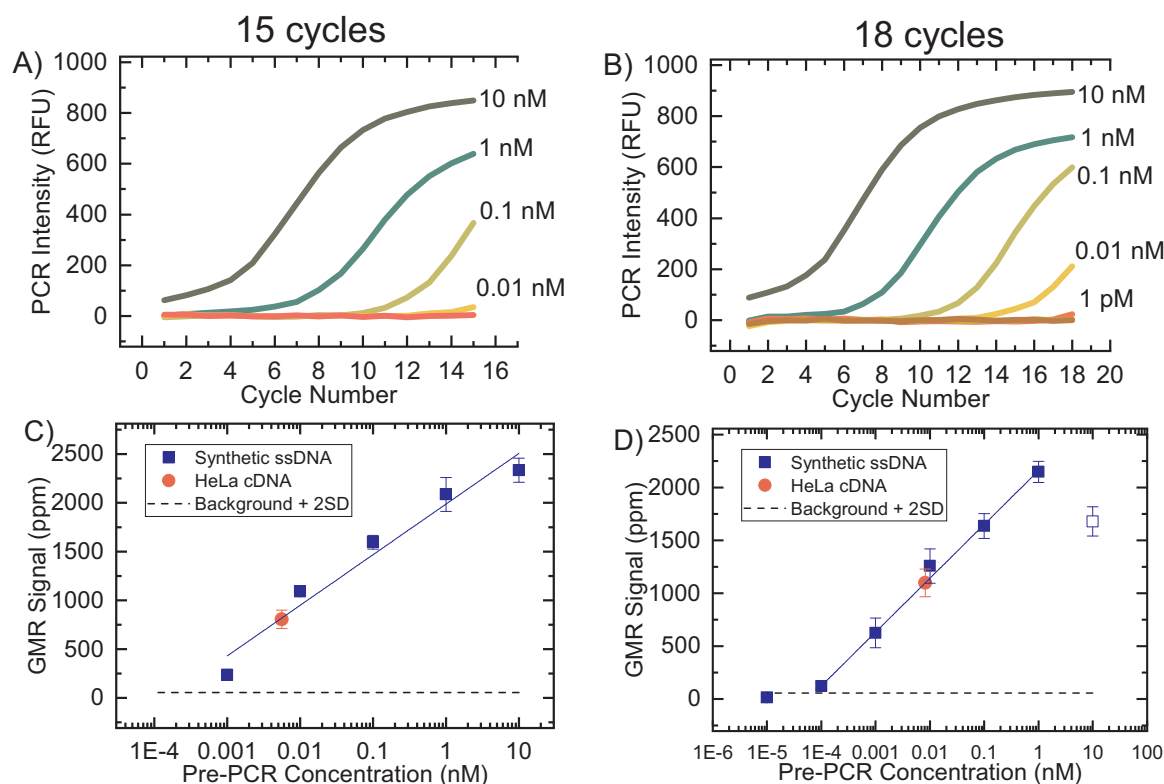 15 cycles
18 cycles
A)
1000
800
600
400
200
0
PCR Intensity (RFU)
10 nM
1 nM
0.1 nM
0.01 nM
0 2 4 6 8 10 12 14 16
Cycle Number
B)
1000
800
600
400
200
0
PCR Intensity (RFU)
10 nM
1 nM
0.1 nM
0.01 nM
1 pM
0 2 4 6 8 10 12 14 16 18 20
Cycle Number
C)
2500
2000
1500
1000
500
0
GMR Signal (ppm)
Synthetic ssDNA
HeLa cDNA
Background + 2SD
1E-4 0.001 0.01 0.1 1 10
Pre-PCR Concentration (nM)
D)
2500
2000
1500
1000
500
0
GMR Signal (ppm)
Synthetic ssDNA
HeLa cDNA
Background + 2SD
1E-6 1E-5 1E-4 0.001 0.01 0.1 1 10 100
Pre-PCR Concentration (nM)